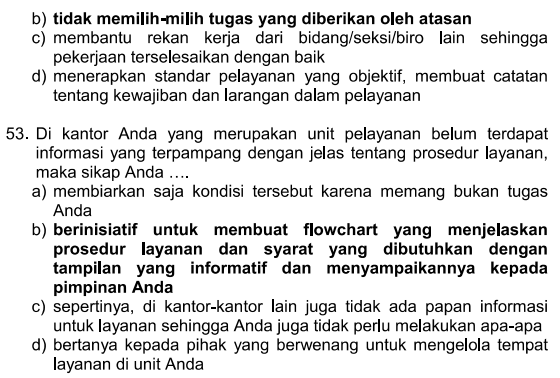 b) tidak memilih-milih tugas yang diberikan oleh atasan
c) membantu rekan kerja dari bidang/seksi/biro lain sehingga
pekerjaan terselesaikan dengan baik
d) menerapkan standar pelayanan yang objektif, membuat catatan
tentang kewajiban dan larangan dalam pelayanan
53. Di kantor Anda yang merupakan unit pelayanan belum terdapat
informasi yang terpampang dengan jelas tentang prosedur layanan,
maka sikap Anda ….
a) membiarkan saja kondisi tersebut karena memang bukan tugas
Anda
b) berinisiatif untuk membuat flowchart yang menjelaskan
prosedur layanan dan syarat yang dibutuhkan dengan
tampilan yang informatif dan menyampaikannya kepada
pimpinan Anda
c) sepertinya, di kantor-kantor lain juga tidak ada papan informasi
untuk layanan sehingga Anda juga tidak perlu melakukan apa-apa
d) bertanya kepada pihak yang berwenang untuk mengelola tempat
layanan di unit Anda